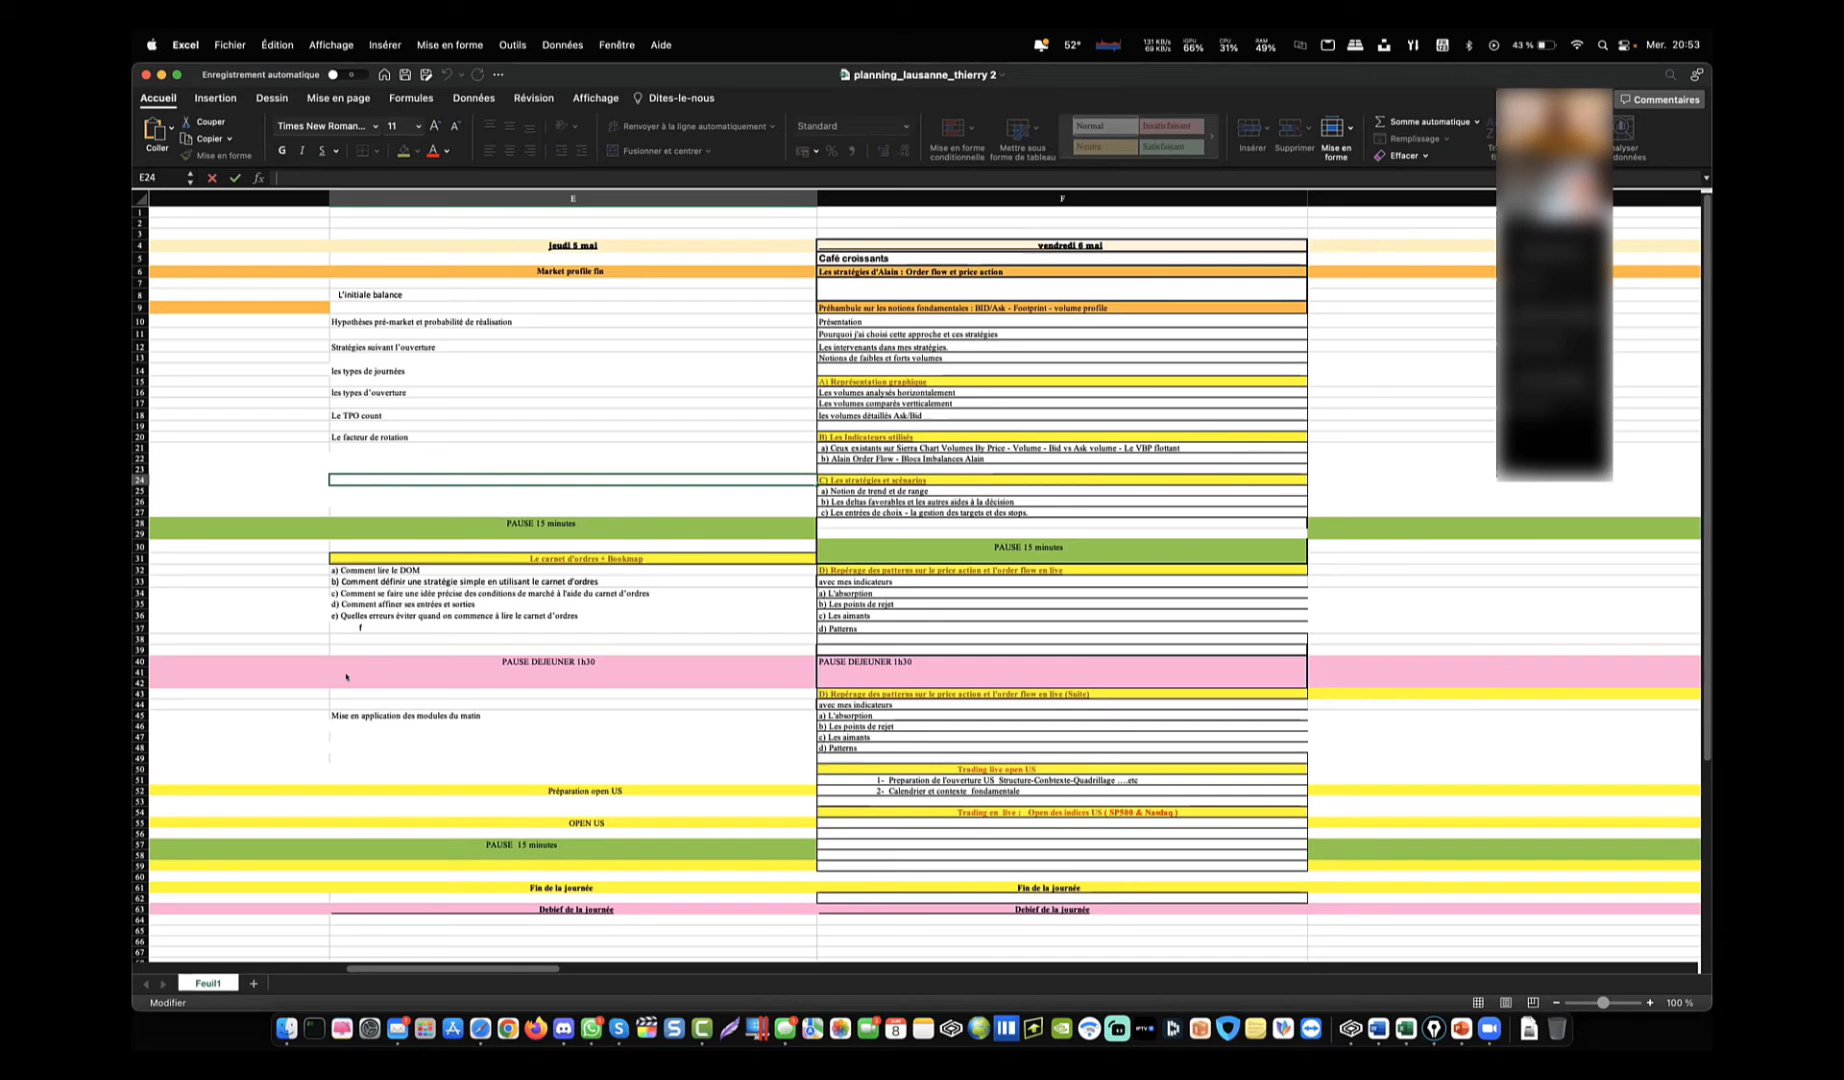 Excel Fichier Édition Affichage Insérer Mise en forme Outils Données Fenêtre Aide
52° 131 KB/s 69 KB/s 66% CPU 31% RAM 49% 43 % Mer. 20:53
Enregistrement automatique
planning_lausanne_thierry 2
Accueil Insertion Dessin Mise en page Formules Données Révision Affichage Dites-le-nous
Commentaires
Coller
Couper
Copier
Mise en forme
Times New Roman... 11
G I S
Renvoyer à la ligne automatiquement
Fusionner et centrer
Standard
Mise en forme conditionnelle
Mettre sous forme de tableau
Normal Insatisfaisant
Neutre Satisfaisant
Insérer Supprimer Mise en forme
Somme automatique
Remplissage
Effacer
E24 fx
E F
jeudi 5 mai
Market profile fin
L'initiale balance
Hypothèses pré-market et probabilité de réalisation
Stratégies suivant l'ouverture
les types de journées
les types d'ouverture
Le TPO count
Le facteur de rotation
PAUSE 15 minutes
Le carnet d'ordres + Bookmap
a) Comment lire le DOM
b) Comment définir une stratégie simple en utilisant le carnet d'ordres
c) Comment se faire une idée précise des conditions de marché à l'aide du carnet d'ordres
d) Comment affiner ses entrées et sorties
e) Quelles erreurs éviter quand on commence à lire le carnet d'ordres
f
PAUSE DEJEUNER 1h30
Mise en application des modules du matin
Préparation open US
OPEN US
PAUSE 15 minutes
Fin de la journée
Debief de la journée
vendredi 6 mai
Café croissants
Les stratégies d'Alain : Order flow et price action
Préhambule sur les notions fondamentales : BID/Ask - Footprint - volume profile
Présentation
Pourquoi j'ai choisi cette approche et ces stratégies
Les intervenants dans mes stratégies.
Notions de faibles et forts volumes
A) Représentation graphique
Les volumes analysés horizontalement
Les volumes comparés vertticalement
les volumes détaillés Ask/Bid
B) Les Indicateurs utilisés
a) Ceux existants sur Sierra Chart Volumes By Price - Volume - Bid vs Ask volume - Le VBP flottant
b) Alain Order Flow - Blocs Imbalances Alain
C) Les stratégies et scénarios
a) Notion de trend et de range
b) Les deltas favorables et les autres aides à la décision
c) Les entrées de choix - la gestion des targets et des stops.
PAUSE 15 minutes
D) Repérage des patterns sur le price action et l'order flow en live
avec mes indicateurs
a) L'absorption
b) Les points de rejet
c) Les aimants
d) Patterns
PAUSE DEJEUNER 1h30
D) Repérage des patterns sur le price action et l'order flow en live (Suite)
avec mes indicateurs
a) L'absorption
b) Les points de rejet
c) Les aimants
d) Patterns
Trading live open US
1- Preparation de l'ouverture US Structure-Conbtexte-Quadrillage ....etc
2- Calendrier et contexte fondamentale
Trading en live : Open des indices US ( SP500 & Nasdaq )
Fin de la journée
Debief de la journée
Feuil1
Modifier
100 %